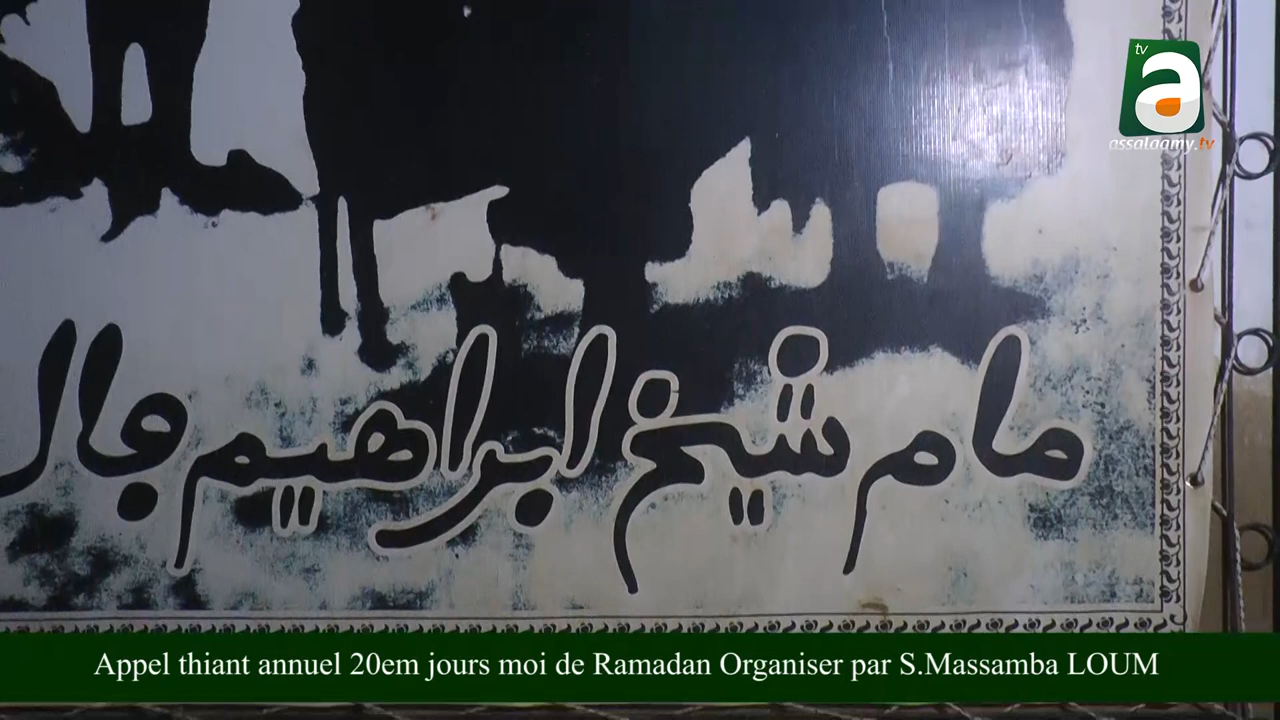 tv
a
assalaamy.tv
مام شيخ ابراهيم جال
Appel thiant annuel 20em jours moi de Ramadan Organiser par S.Massamba LOUM